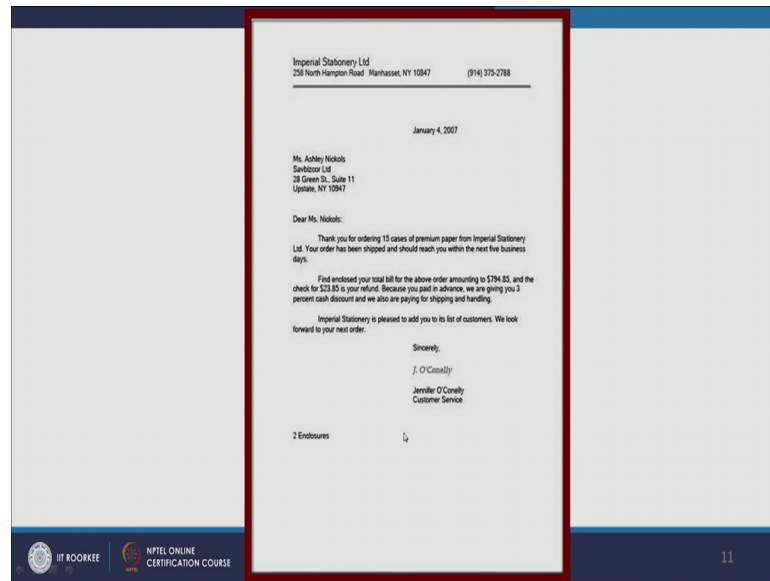 Imperial Stationery Ltd
258 North Hampton Road Manhasset, NY 10847 (914) 375-2788
January 4, 2007
Ms. Ashley Nickols
Savbizoor Ltd
28 Green St., Suite 11
Upstate, NY 10947
Dear Ms. Nickols:
Thank you for ordering 15 cases of premium paper from Imperial Stationery
Ltd. Your order has been shipped and should reach you within the next five business
days.
Find enclosed your total bill for the above order amounting to $794.85, and the
check for $23.85 is your refund. Because you paid in advance, we are giving you 3
percent cash discount and we also are paying for shipping and handling.
Imperial Stationery is pleased to add you to its list of customers. We look
forward to your next order.
Sincerely,
J. O'Conelly
Jennifer O'Conelly
Customer Service
2 Enclosures
IIT ROORKEE
NPTEL ONLINE
CERTIFICATION COURSE
NPTEL
11